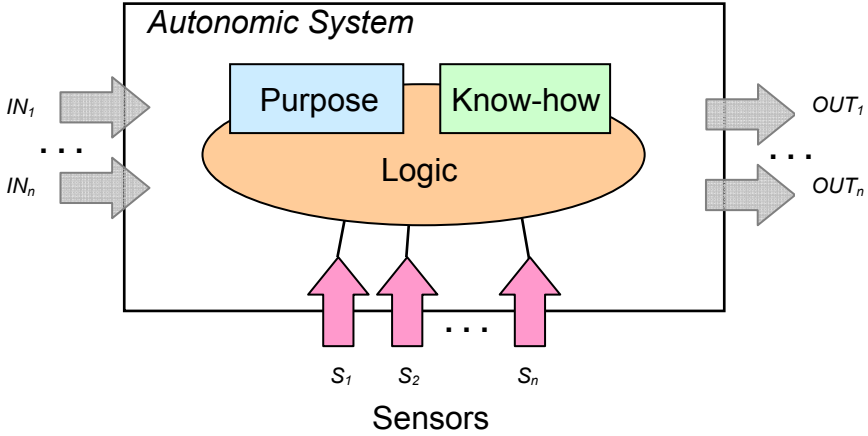 Autonomic System
Purpose
Know-how
Logic
IN₁
. . .
INₙ
OUT₁
. . .
OUTₙ
. . .
S₁
S₂
Sₙ
Sensors